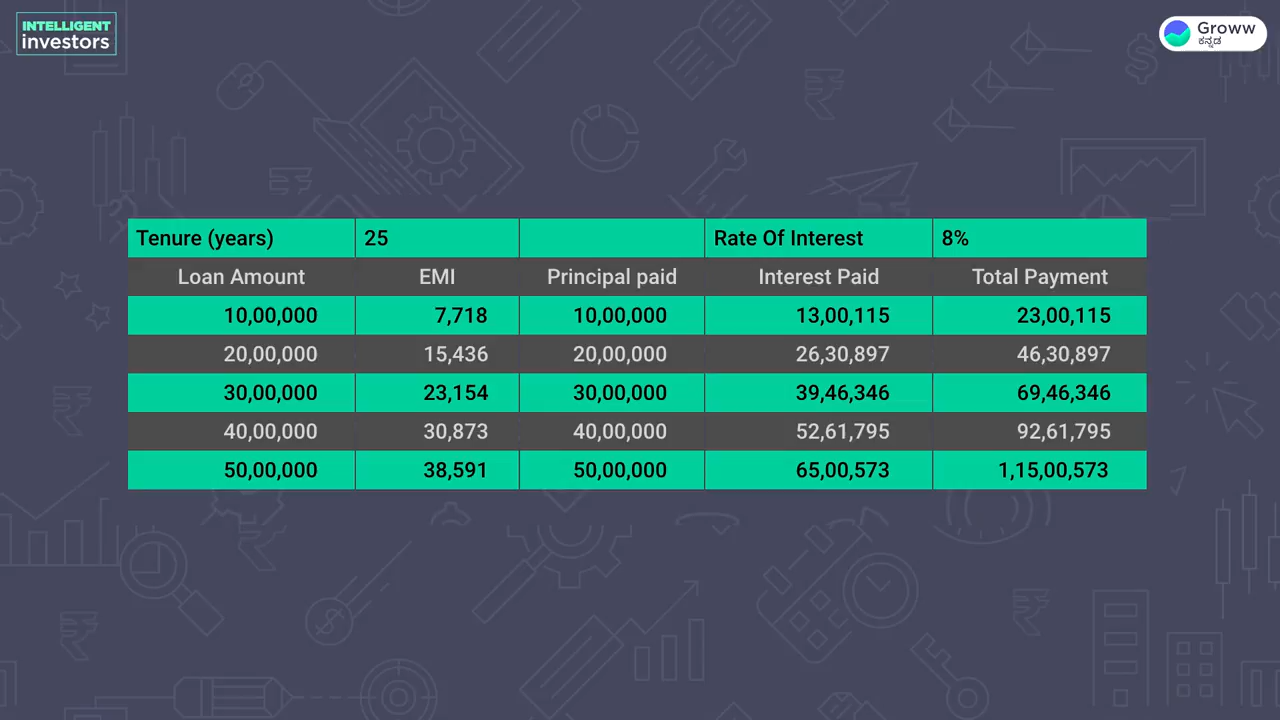 INTELLIGENT
investors
Groww
ಕನ್ನಡ
Tenure (years) 25 Rate Of Interest 8%
Loan Amount EMI Principal paid Interest Paid Total Payment
10,00,000 7,718 10,00,000 13,00,115 23,00,115
20,00,000 15,436 20,00,000 26,30,897 46,30,897
30,00,000 23,154 30,00,000 39,46,346 69,46,346
40,00,000 30,873 40,00,000 52,61,795 92,61,795
50,00,000 38,591 50,00,000 65,00,573 1,15,00,573